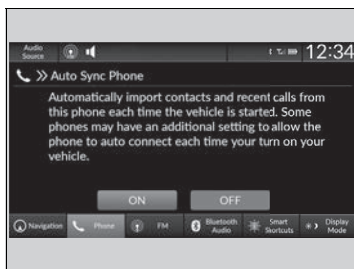 Audio
Source
12:34
Auto Sync Phone
Automatically import contacts and recent calls from
this phone each time the vehicle is started. Some
phones may have an additional setting to allow the
phone to auto connect each time your turn on your
vehicle.
ON OFF
Navigation Phone FM Bluetooth Audio Smart Shortcuts Display Mode